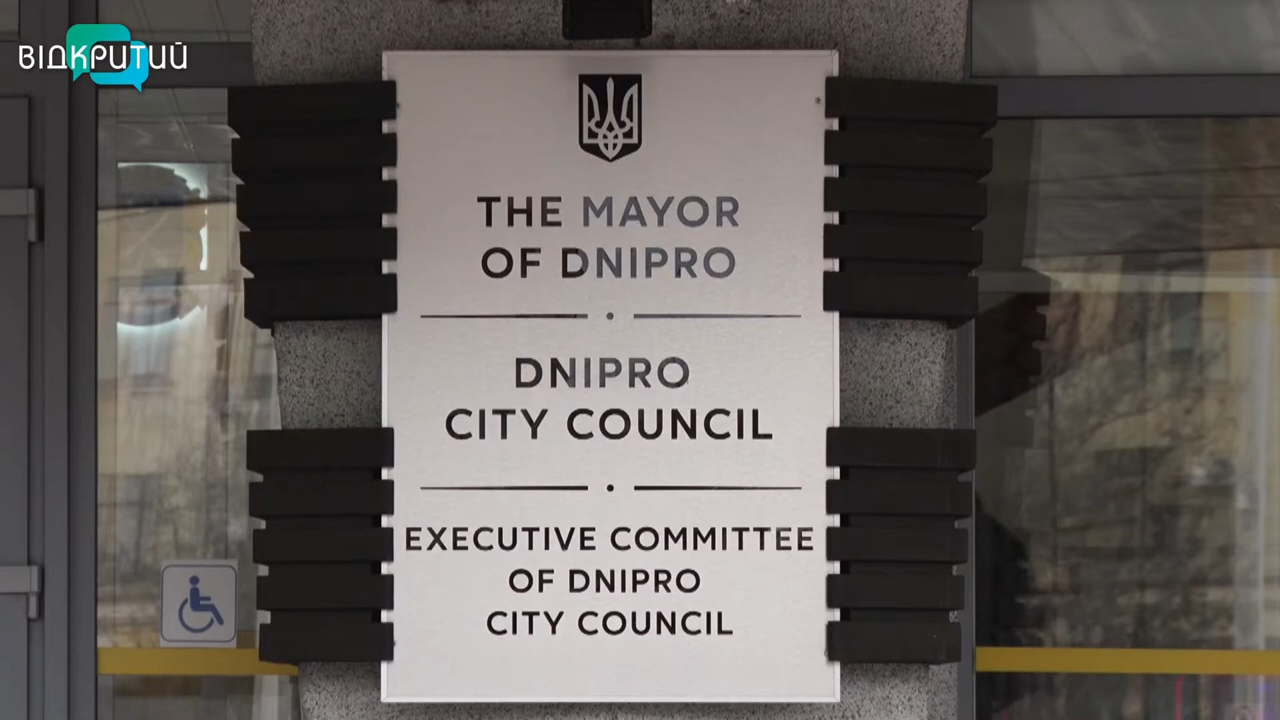 ВІДКРИТИЙ
THE MAYOR
OF DNIPRO
DNIPRO
CITY COUNCIL
EXECUTIVE COMMITTEE
OF DNIPRO
CITY COUNCIL